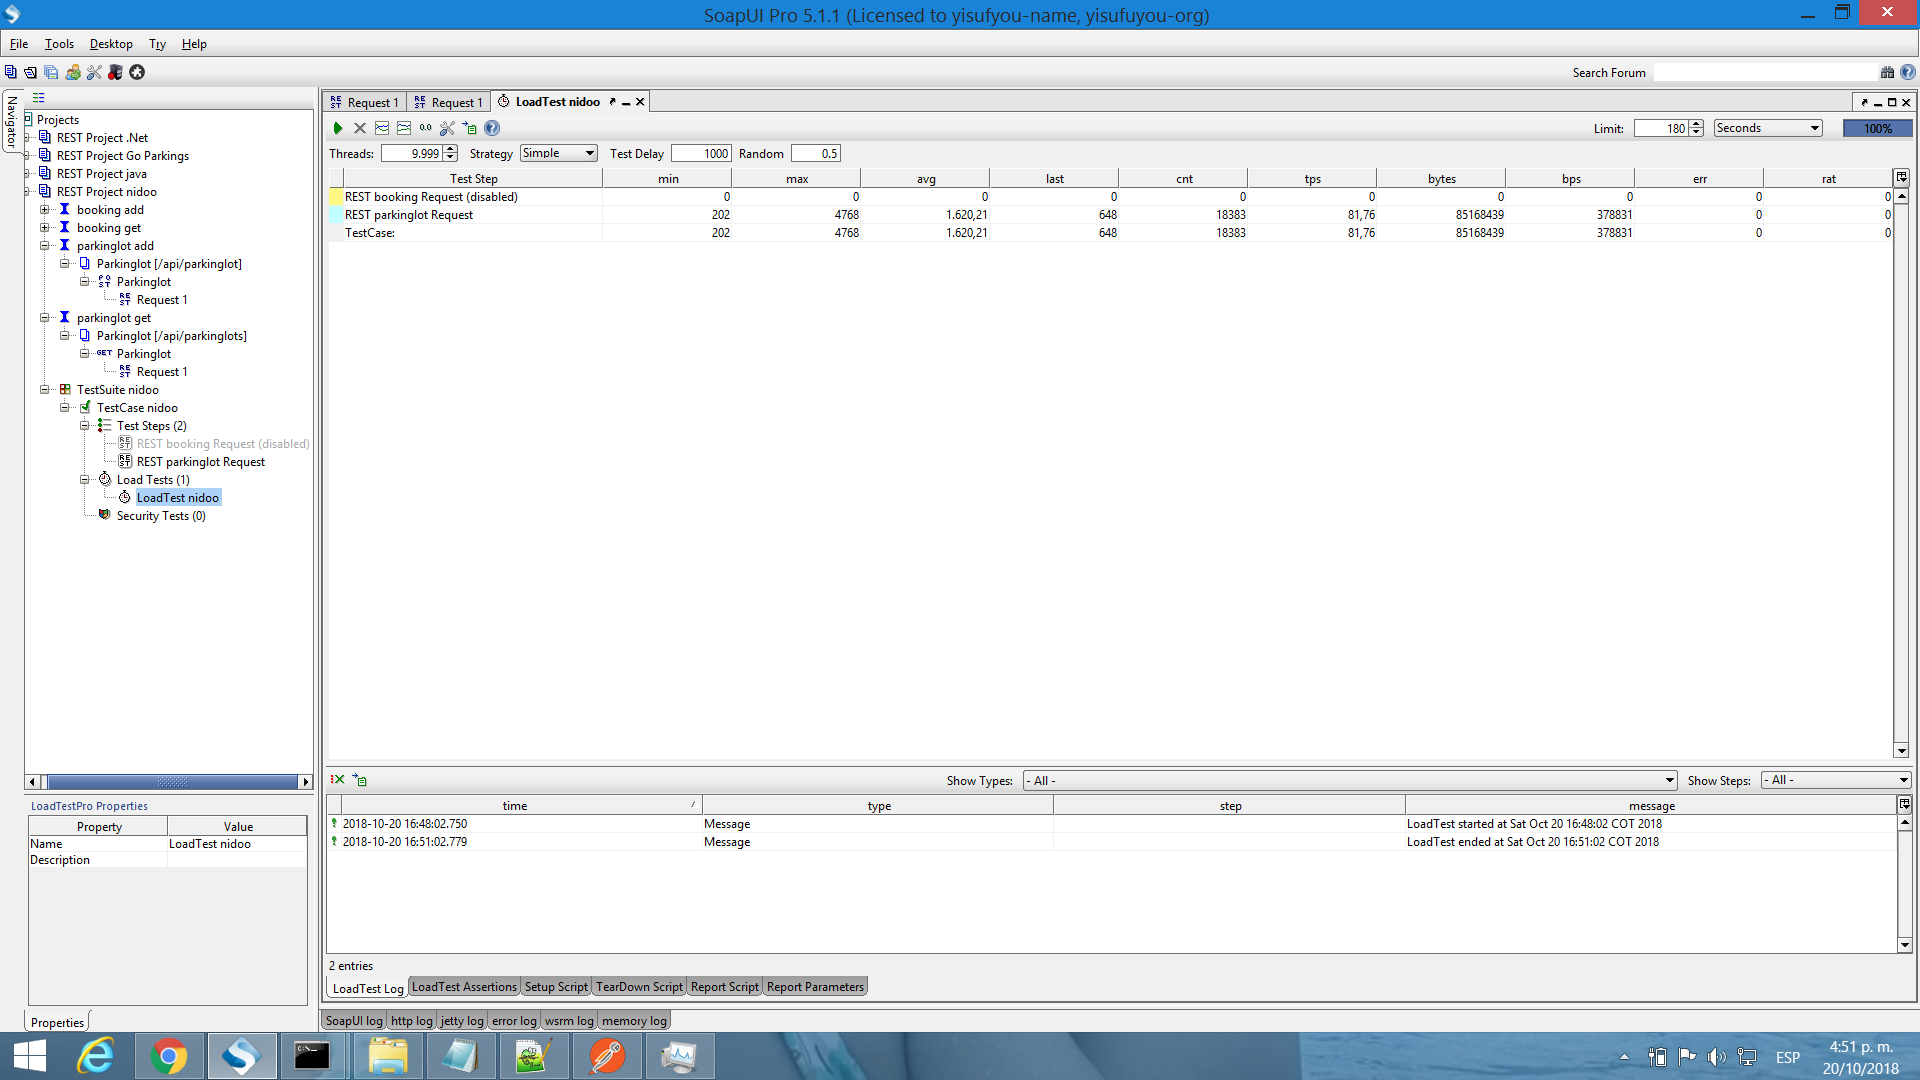 SoapUI Pro 5.1.1 (Licensed to yisufyou-name, yisufuyou-org)
File Tools Desktop Try Help
Search Forum
Navigator
Projects
REST Project .Net
REST Project Go Parkings
REST Project java
REST Project nidoo
booking add
booking get
parkinglot add
Parkinglot [/api/parkinglot]
POST Parkinglot
REST Request 1
parkinglot get
Parkinglot [/api/parkinglots]
GET Parkinglot
REST Request 1
TestSuite nidoo
TestCase nidoo
Test Steps (2)
REST REST booking Request (disabled)
REST REST parkinglot Request
Load Tests (1)
LoadTest nidoo
Security Tests (0)
LoadTestPro Properties
Property Value
Name LoadTest nidoo
Description
Properties
REST Request 1 REST Request 1 LoadTest nidoo
0.0
Limit: 180 Seconds 100%
Threads: 9.999 Strategy Simple Test Delay 1000 Random 0.5
Test Step min max avg last cnt tps bytes bps err rat
REST booking Request (disabled) 0 0 0 0 0 0 0 0 0 0
REST parkinglot Request 202 4768 1.620,21 648 18383 81,76 85168439 378831 0 0
TestCase: 202 4768 1.620,21 648 18383 81,76 85168439 378831 0 0
Show Types: - All - Show Steps: - All -
time type step message
2018-10-20 16:48:02.750 Message LoadTest started at Sat Oct 20 16:48:02 COT 2018
2018-10-20 16:51:02.779 Message LoadTest ended at Sat Oct 20 16:51:02 COT 2018
2 entries
LoadTest Log LoadTest Assertions Setup Script TearDown Script Report Script Report Parameters
SoapUI log http log jetty log error log wsrm log memory log
ESP
4:51 p. m.
20/10/2018